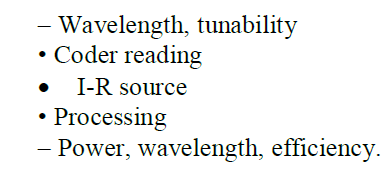 – Wavelength, tunability
• Coder reading
• I-R source
• Processing
– Power, wavelength, efficiency.